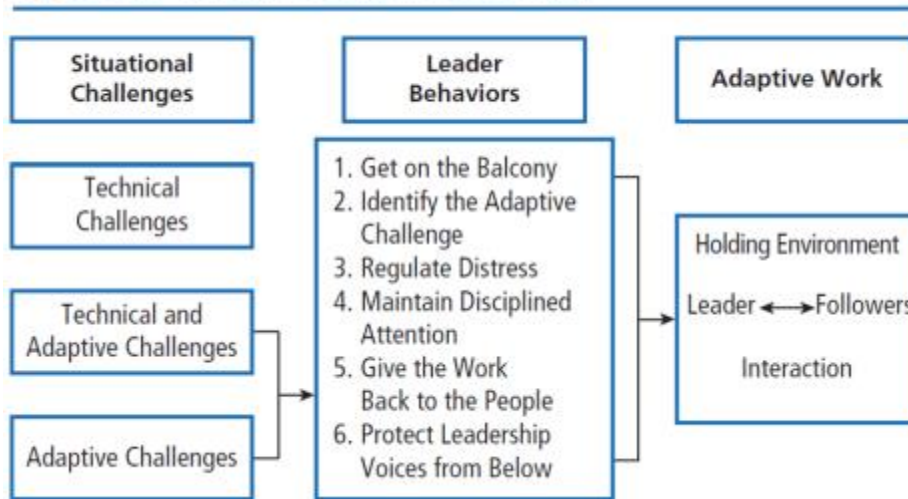 Situational
Challenges
Leader
Behaviors
Adaptive Work
Technical
Challenges
Technical and
Adaptive Challenges
Adaptive Challenges
1. Get on the Balcony
2. Identify the Adaptive
Challenge
3. Regulate Distress
4. Maintain Disciplined
Attention
5. Give the Work
Back to the People
6. Protect Leadership
Voices from Below
Holding Environment
Leader ⟷ Followers
Interaction